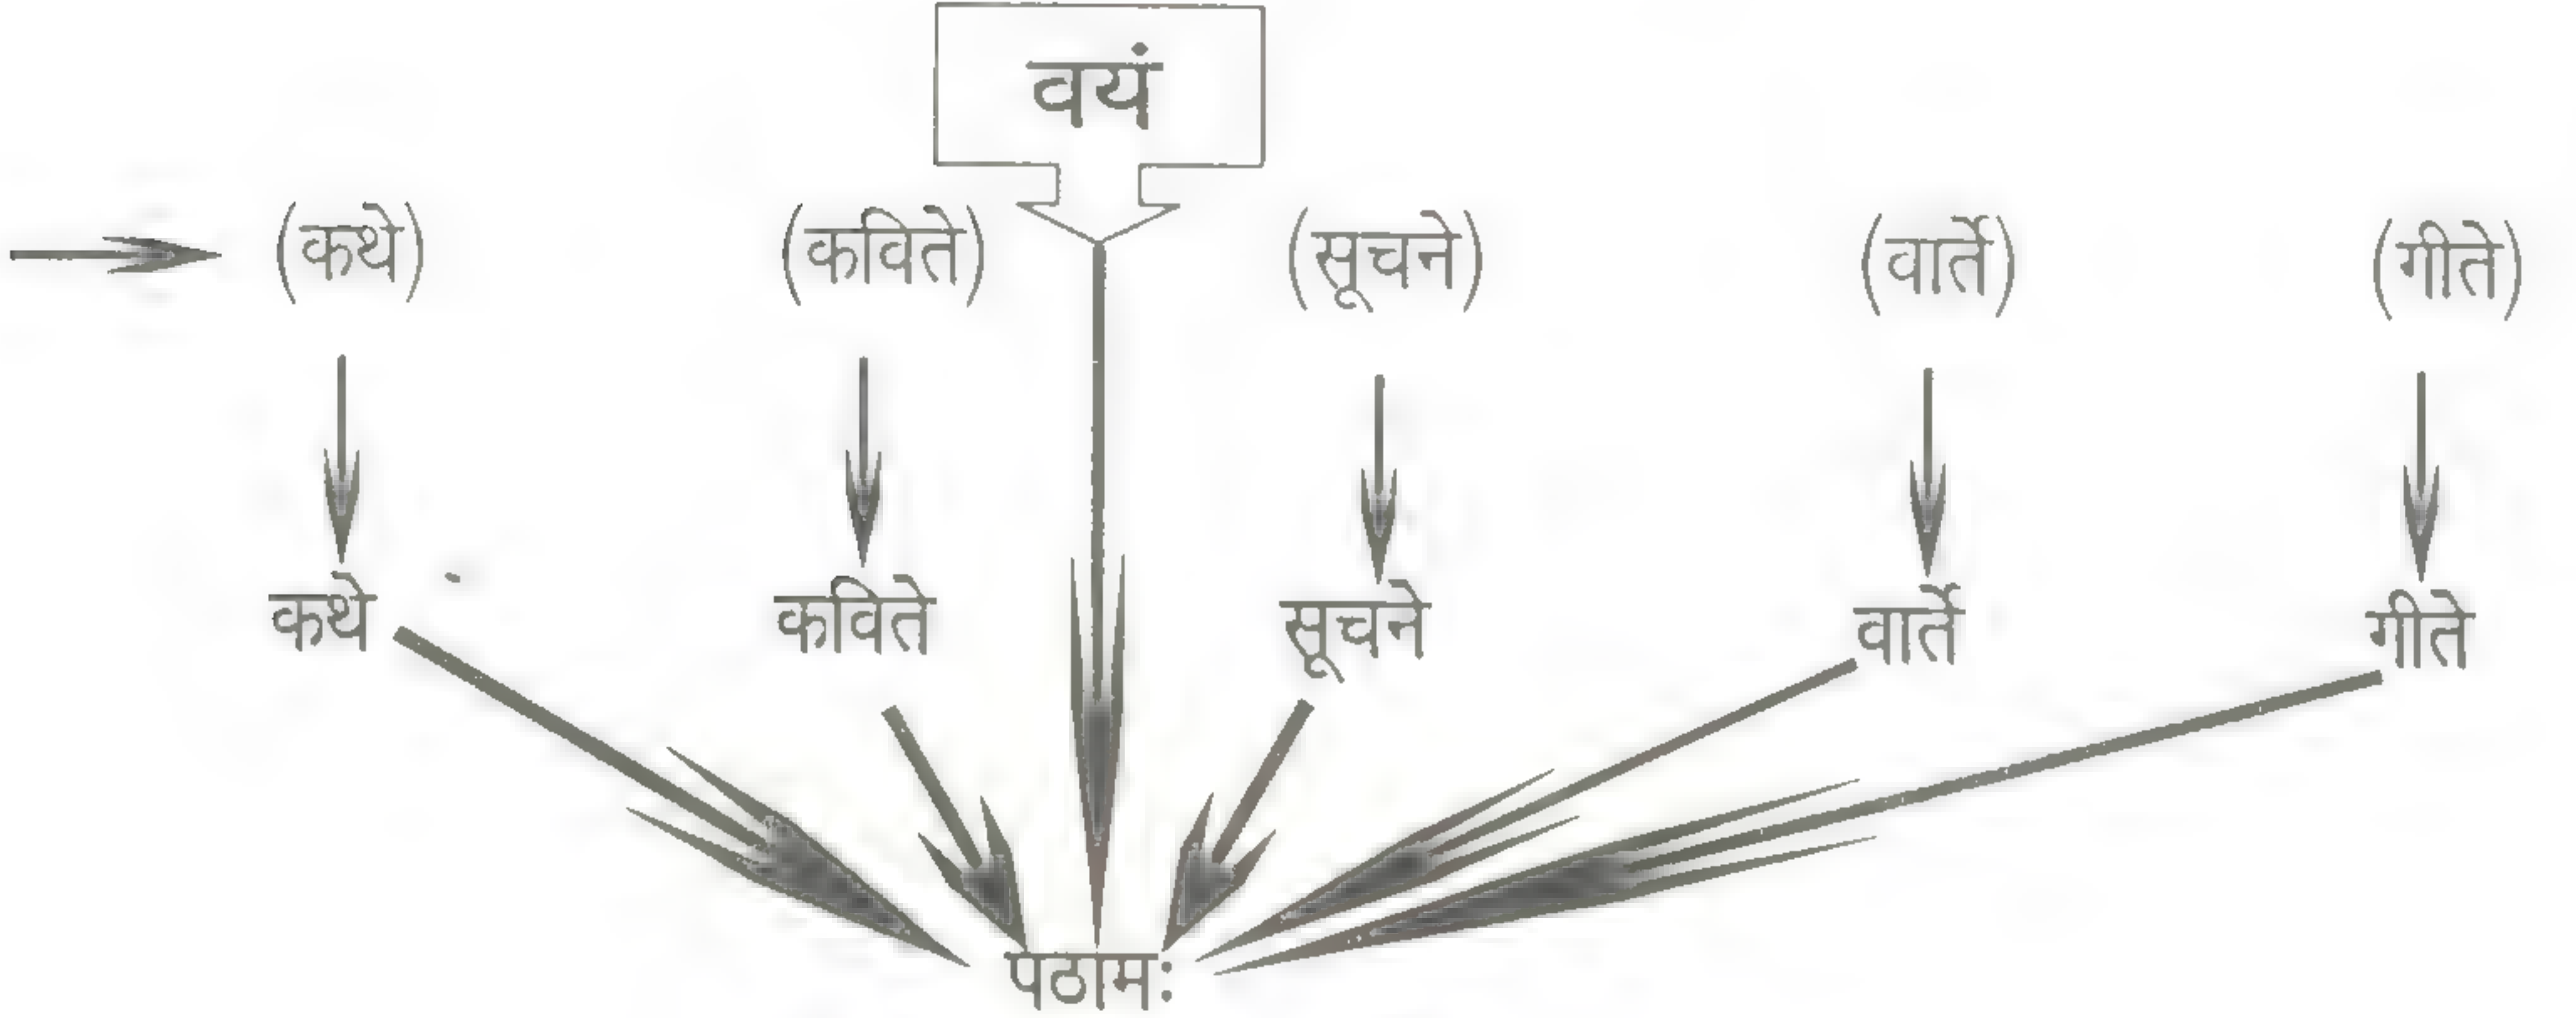 वयं
(कथे) (कविते) (सूचने) (वार्ते) (गीते)
कथे कविते सूचने वार्ते गीते
पठामः